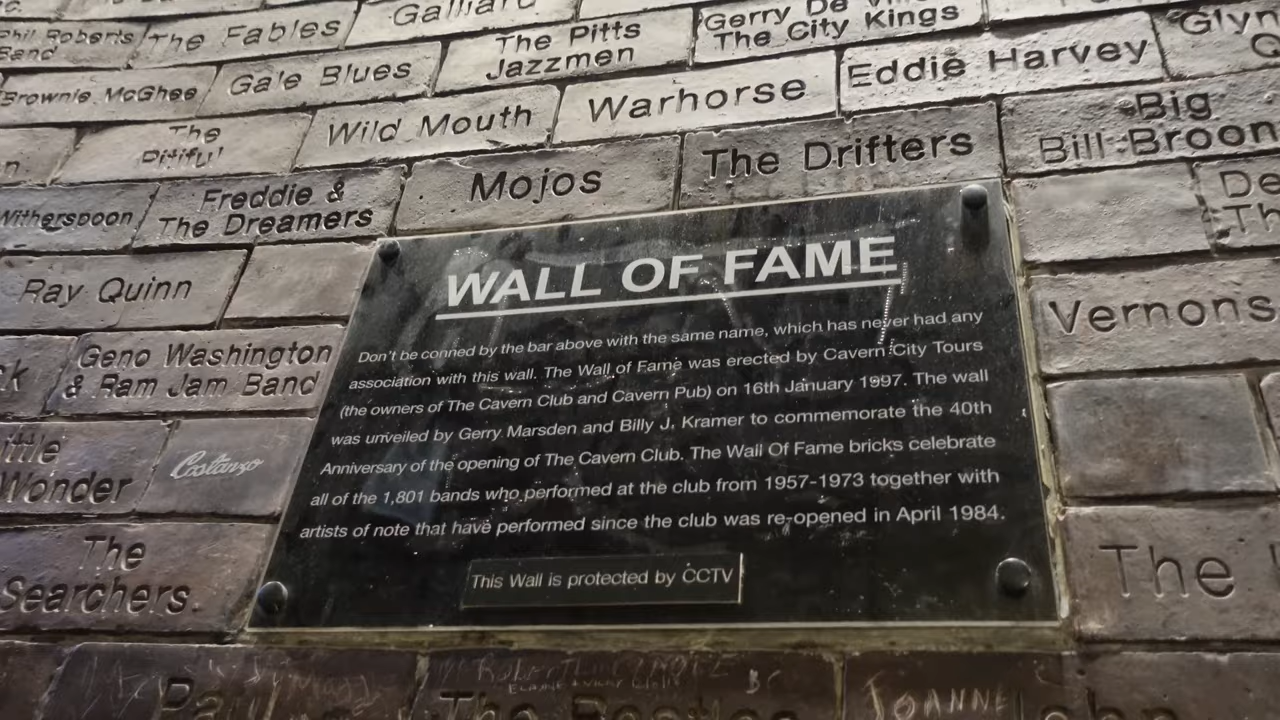 Galliard
Phil Roberts
Band
The Fables
The Pitts
Jazzmen
Gerry De
The City Kings
Glyn
Brownie McGhee
Gale Blues
Warhorse
Eddie Harvey
The
Pitiful
Wild Mouth
The Drifters
Big
Bill Broon
Witherspoon
Freddie &
The Dreamers
Mojos
De
Th
Ray Quinn
Vernons
Geno Washington
& Ram Jam Band
Wonder
Costanzo
The
Searchers.
WALL OF FAME
Don't be conned by the bar above with the same name, which has never had any
association with this wall. The Wall of Fame was erected by Cavern City Tours
(the owners of The Cavern Club and Cavern Pub) on 16th January 1997. The wall
was unveiled by Gerry Marsden and Billy J. Kramer to commemorate the 40th
Anniversary of the opening of The Cavern Club. The Wall Of Fame bricks celebrate
all of the 1,801 bands who performed at the club from 1957-1973 together with
artists of note that have performed since the club was re-opened in April 1984.
This Wall is protected by CCTV
The
The Beatles
JOANNE
John